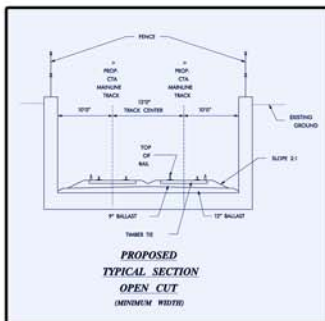 FENCE
PROP.
CTA
MAINLINE
TRACK
PROP.
CTA
MAINLINE
TRACK
13'0"
10'0" TRACK CENTER 10'0"
EXISTING
GROUND
TOP
OF
RAIL
SLOPE 2:1
9" BALLAST
12" BALLAST
TIMBER TIE
PROPOSED
TYPICAL SECTION
OPEN CUT
(MINIMUM WIDTH)